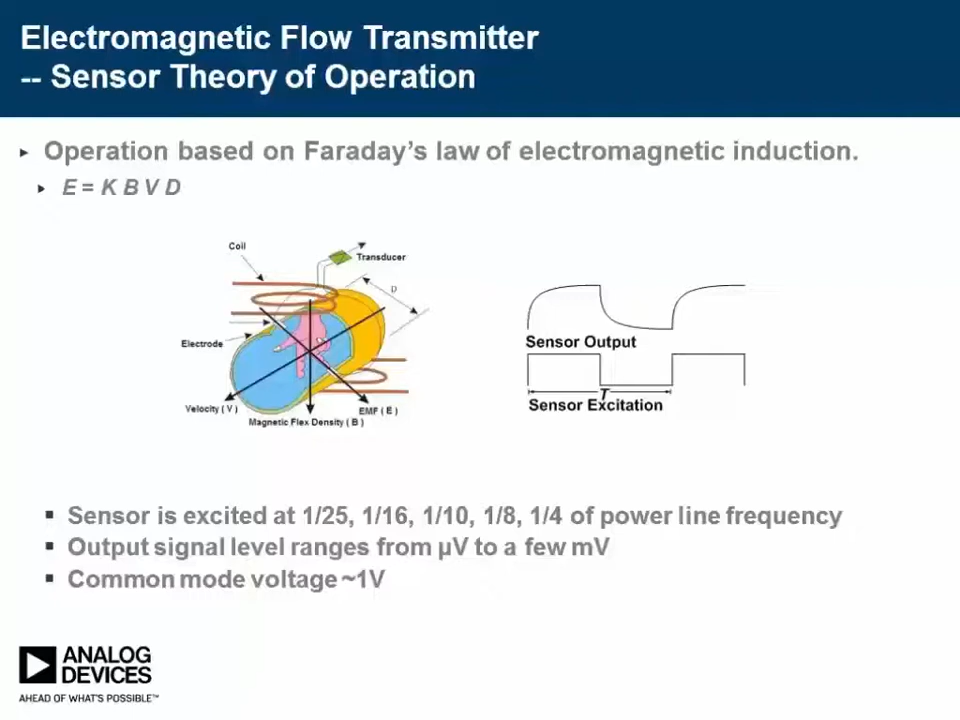 Electromagnetic Flow Transmitter
-- Sensor Theory of Operation
Operation based on Faraday's law of electromagnetic induction.
E = K B V D
Coil
Transducer
D
Electrode
Velocity ( V )
EMF ( E )
Magnetic Flex Density ( B )
Sensor Output
T
Sensor Excitation
Sensor is excited at 1/25, 1/16, 1/10, 1/8, 1/4 of power line frequency
Output signal level ranges from µV to a few mV
Common mode voltage ~1V
ANALOG
DEVICES
AHEAD OF WHAT'S POSSIBLE™